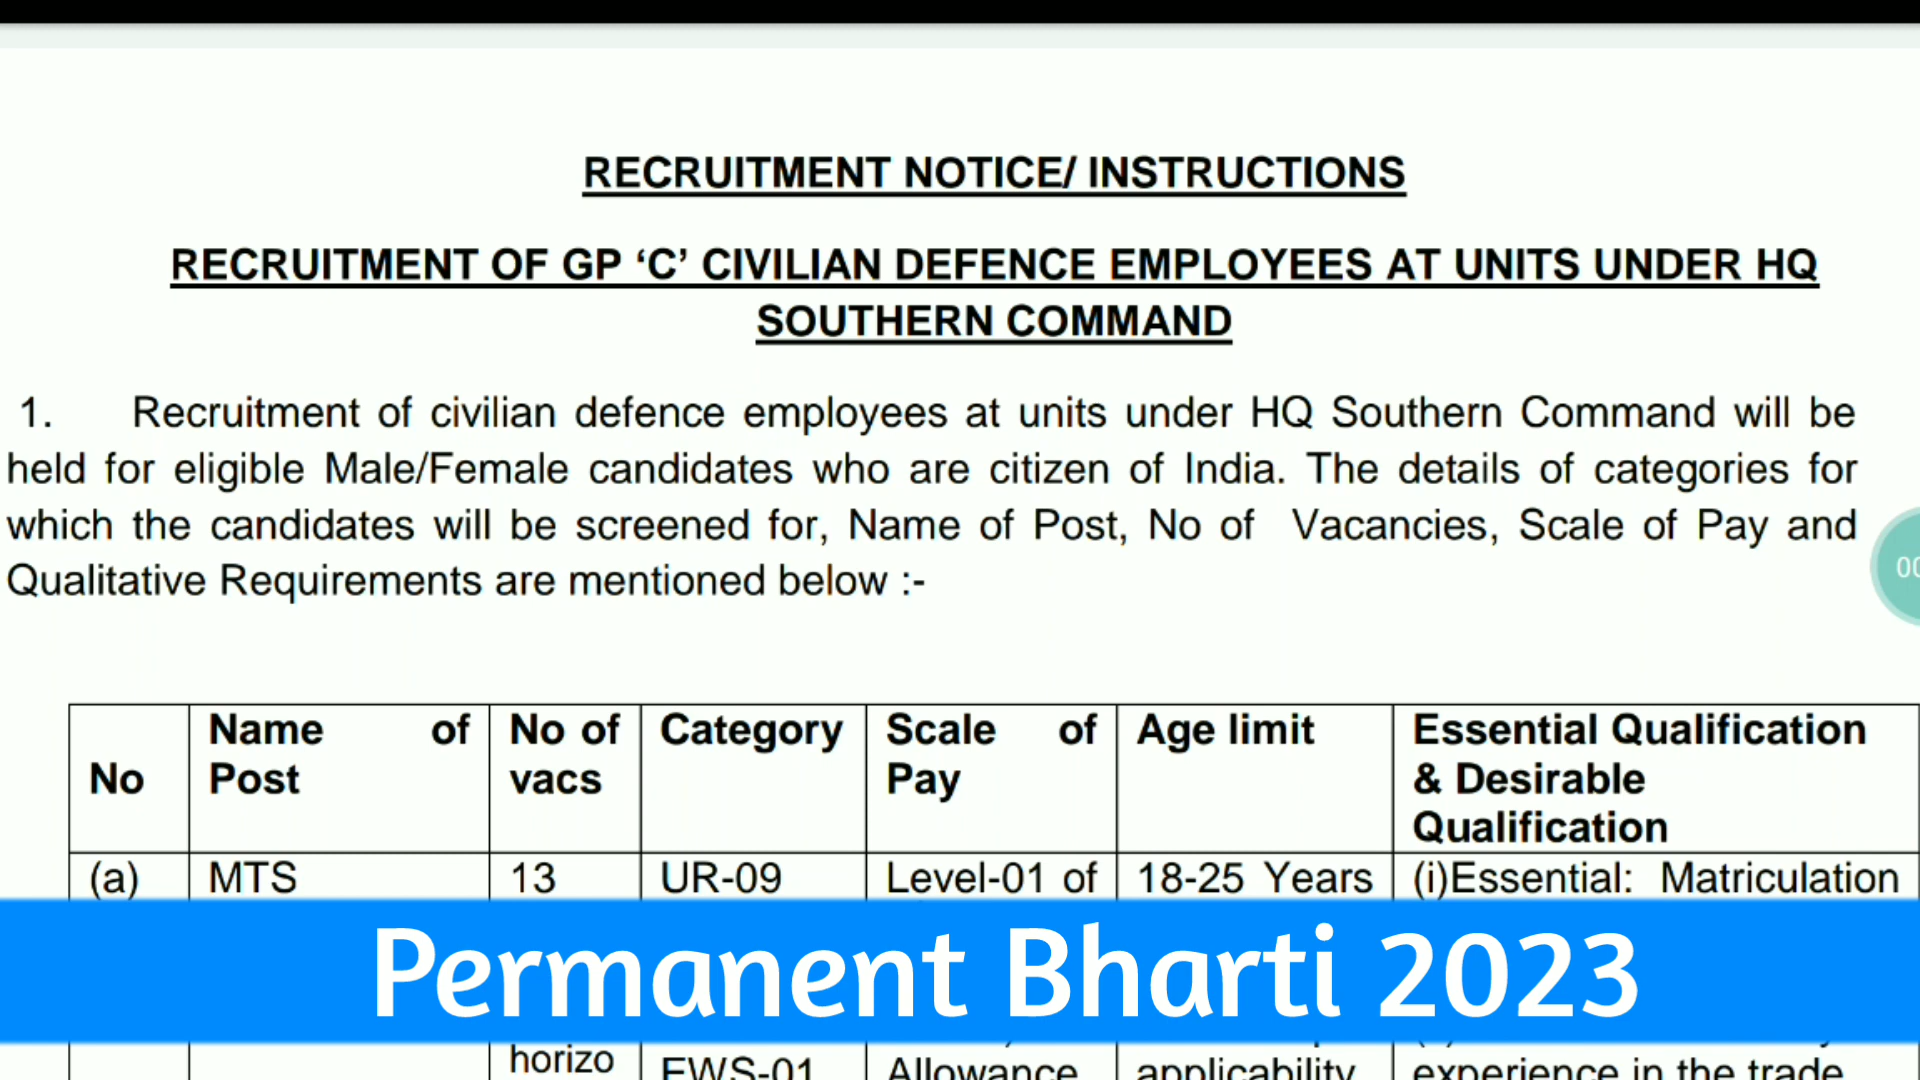 RECRUITMENT NOTICE/ INSTRUCTIONS
RECRUITMENT OF GP ‘C’ CIVILIAN DEFENCE EMPLOYEES AT UNITS UNDER HQ
SOUTHERN COMMAND
1. Recruitment of civilian defence employees at units under HQ Southern Command will be
held for eligible Male/Female candidates who are citizen of India. The details of categories for
which the candidates will be screened for, Name of Post, No of Vacancies, Scale of Pay and
Qualitative Requirements are mentioned below :-
00
No
Name of
Post
No of
vacs
Category
Scale of
Pay
Age limit
Essential Qualification
& Desirable
Qualification
(a)
MTS
13
UR-09
Level-01 of
18-25 Years
(i)Essential: Matriculation
Permanent Bharti 2023
horizo
EWS-01
Allowance
applicability
experience in the trade